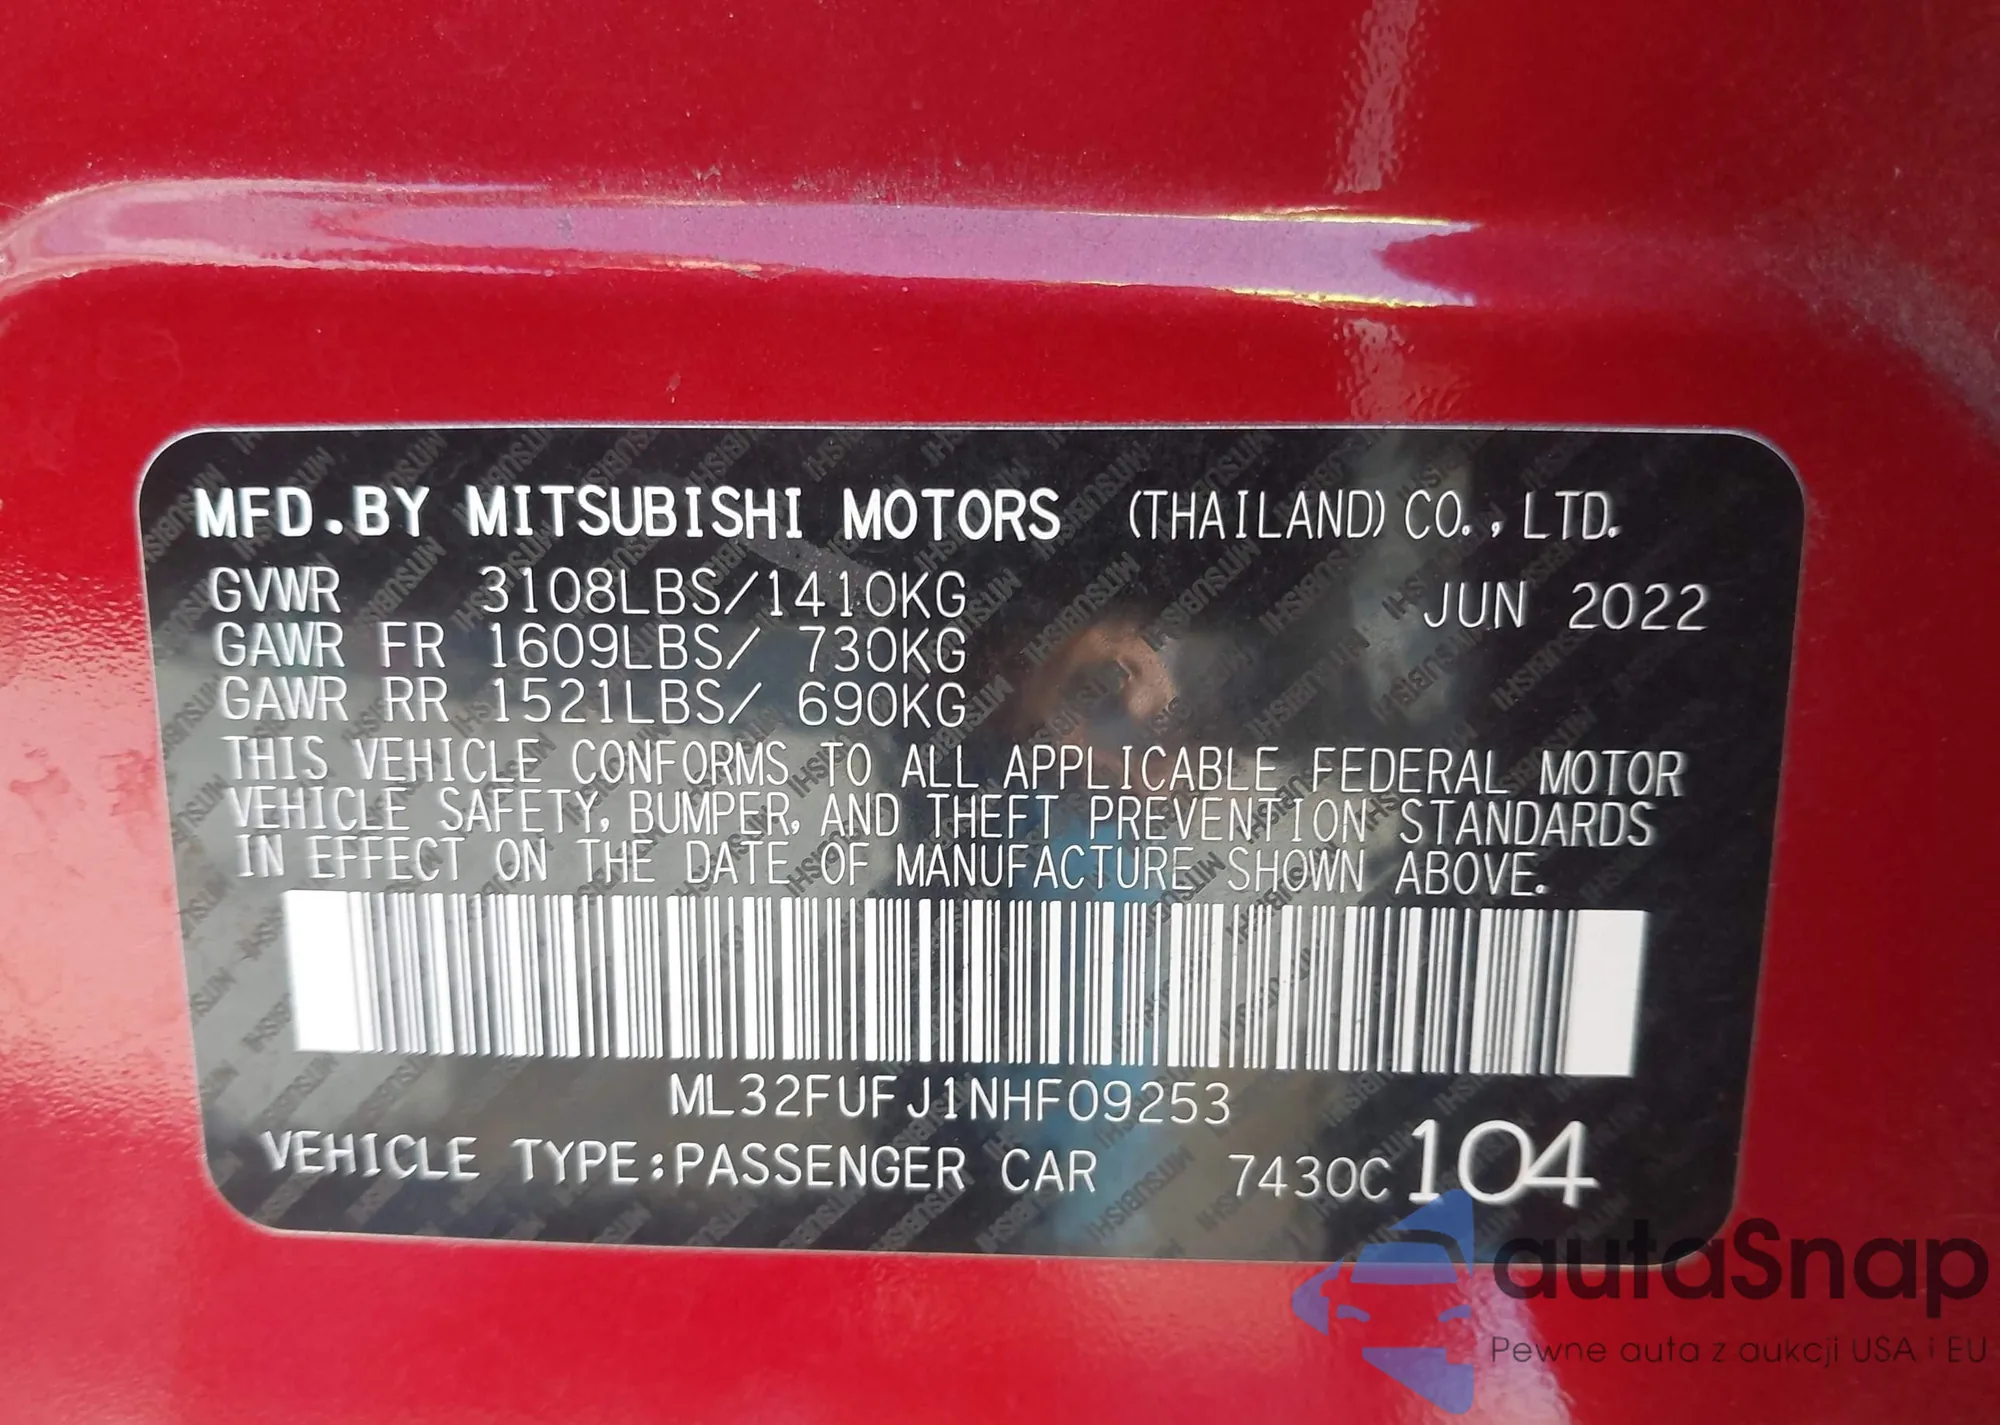 MFD.BY MITSUBISHI MOTORS (THAILAND) CO., LTD.
GVWR 3108LBS/1410KG JUN 2022
GAWR FR 1609LBS/ 730KG
GAWR RR 1521LBS/ 690KG
THIS VEHICLE CONFORMS TO ALL APPLICABLE FEDERAL MOTOR
VEHICLE SAFETY, BUMPER, AND THEFT PREVENTION STANDARDS
IN EFFECT ON THE DATE OF MANUFACTURE SHOWN ABOVE.
ML32FUFJ1NHF09253
VEHICLE TYPE:PASSENGER CAR 7430C 104
autaSnap
Pewne auta z aukcji USA i EU